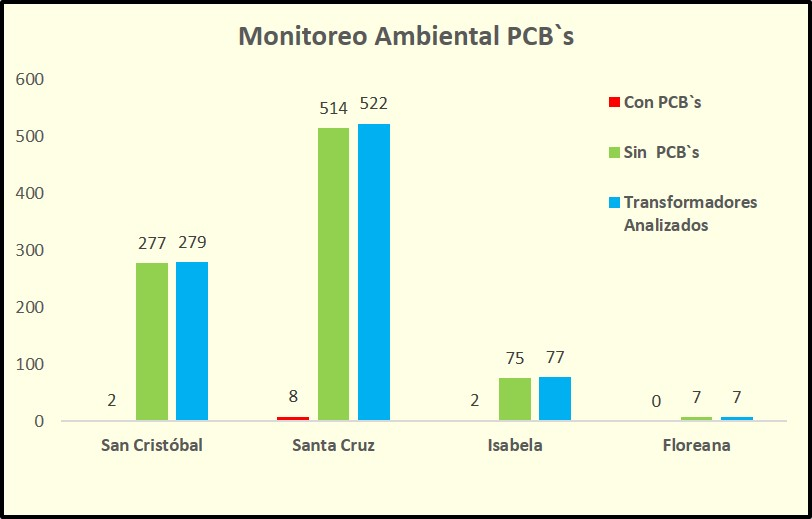 Monitoreo Ambiental PCB`s
600
500
400
300
200
100
0
Con PCB`s
Sin  PCB`s
Transformadores
Analizados
2
277
279
8
514
522
2
75
77
0
7
7
San Cristóbal
Santa Cruz
Isabela
Floreana